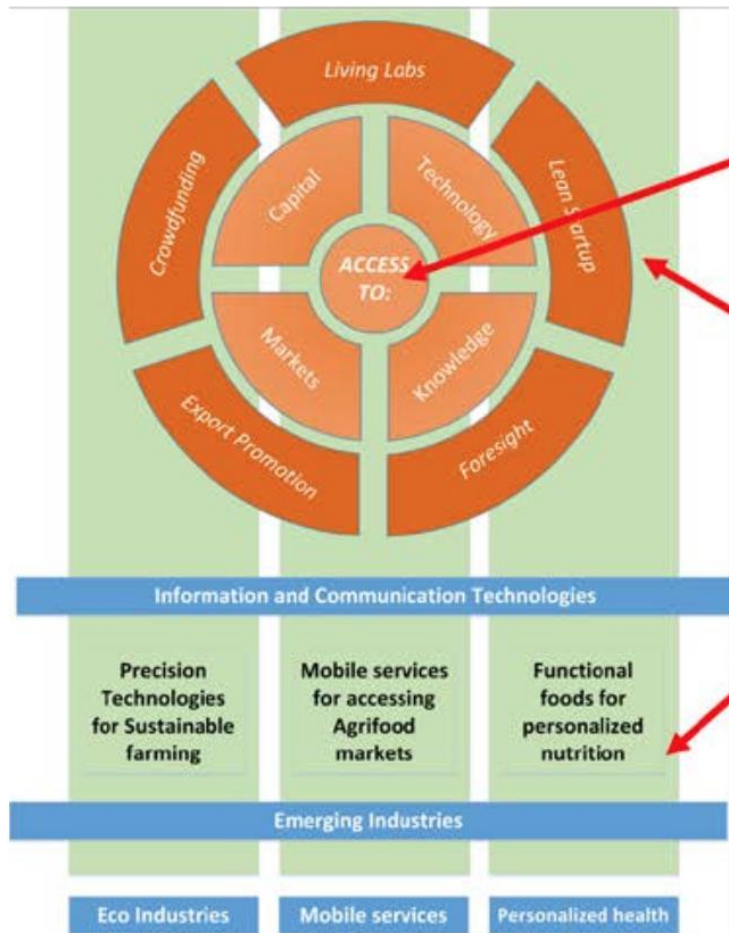 Living Labs
Crowdfunding
Lean Startup
Capital
Technology
ACCESS
TO:
Markets
Knowledge
Export Promotion
Foresight
Information and Communication Technologies
Precision
Technologies
for Sustainable
farming
Mobile services
for accessing
Agrifood
markets
Functional
foods for
personalized
nutrition
Emerging Industries
Eco Industries
Mobile services
Personalized health